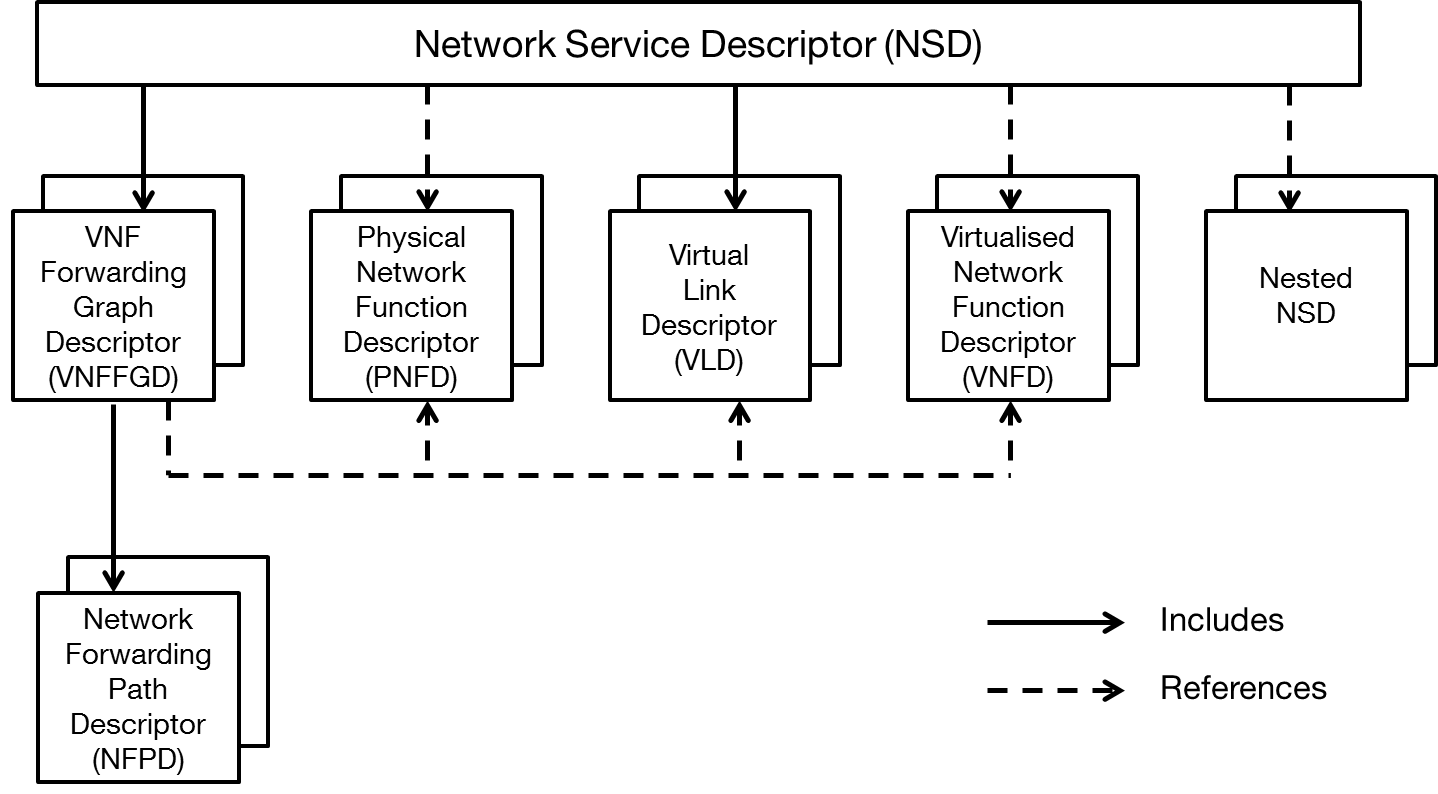 Network Service Descriptor (NSD)
VNF
Forwarding
Graph
Descriptor
(VNFFGD)
Physical
Network
Function
Descriptor
(PNFD)
Virtual
Link
Descriptor
(VLD)
Virtualised
Network
Function
Descriptor
(VNFD)
Nested
NSD
Network
Forwarding
Path
Descriptor
(NFPD)
Includes
References